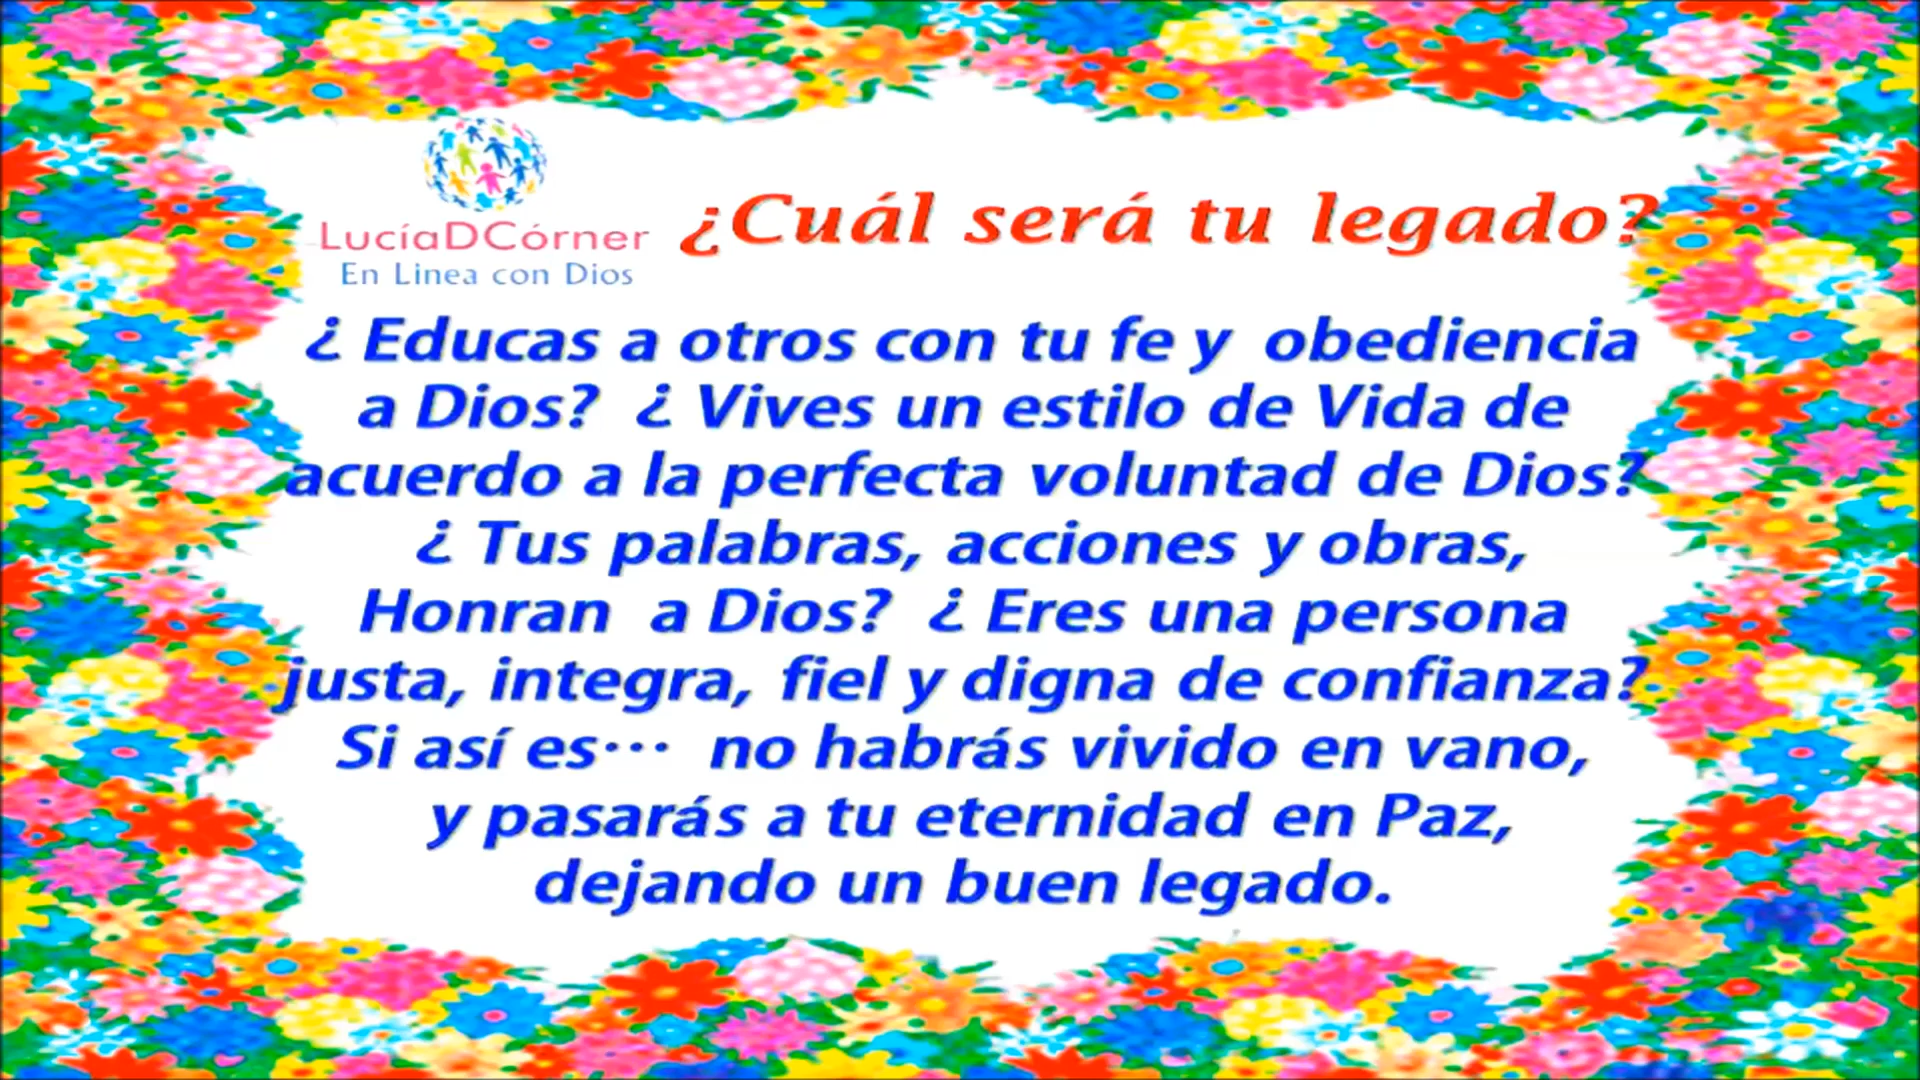 LucíaDCórner
En Linea con Dios
¿Cuál será tu legado?
¿ Educas a otros con tu fe y obediencia
a Dios? ¿ Vives un estilo de Vida de
acuerdo a la perfecta voluntad de Dios?
¿ Tus palabras, acciones y obras,
Honran a Dios? ¿ Eres una persona
justa, integra, fiel y digna de confianza?
Si así es··· no habrás vivido en vano,
y pasarás a tu eternidad en Paz,
dejando un buen legado.